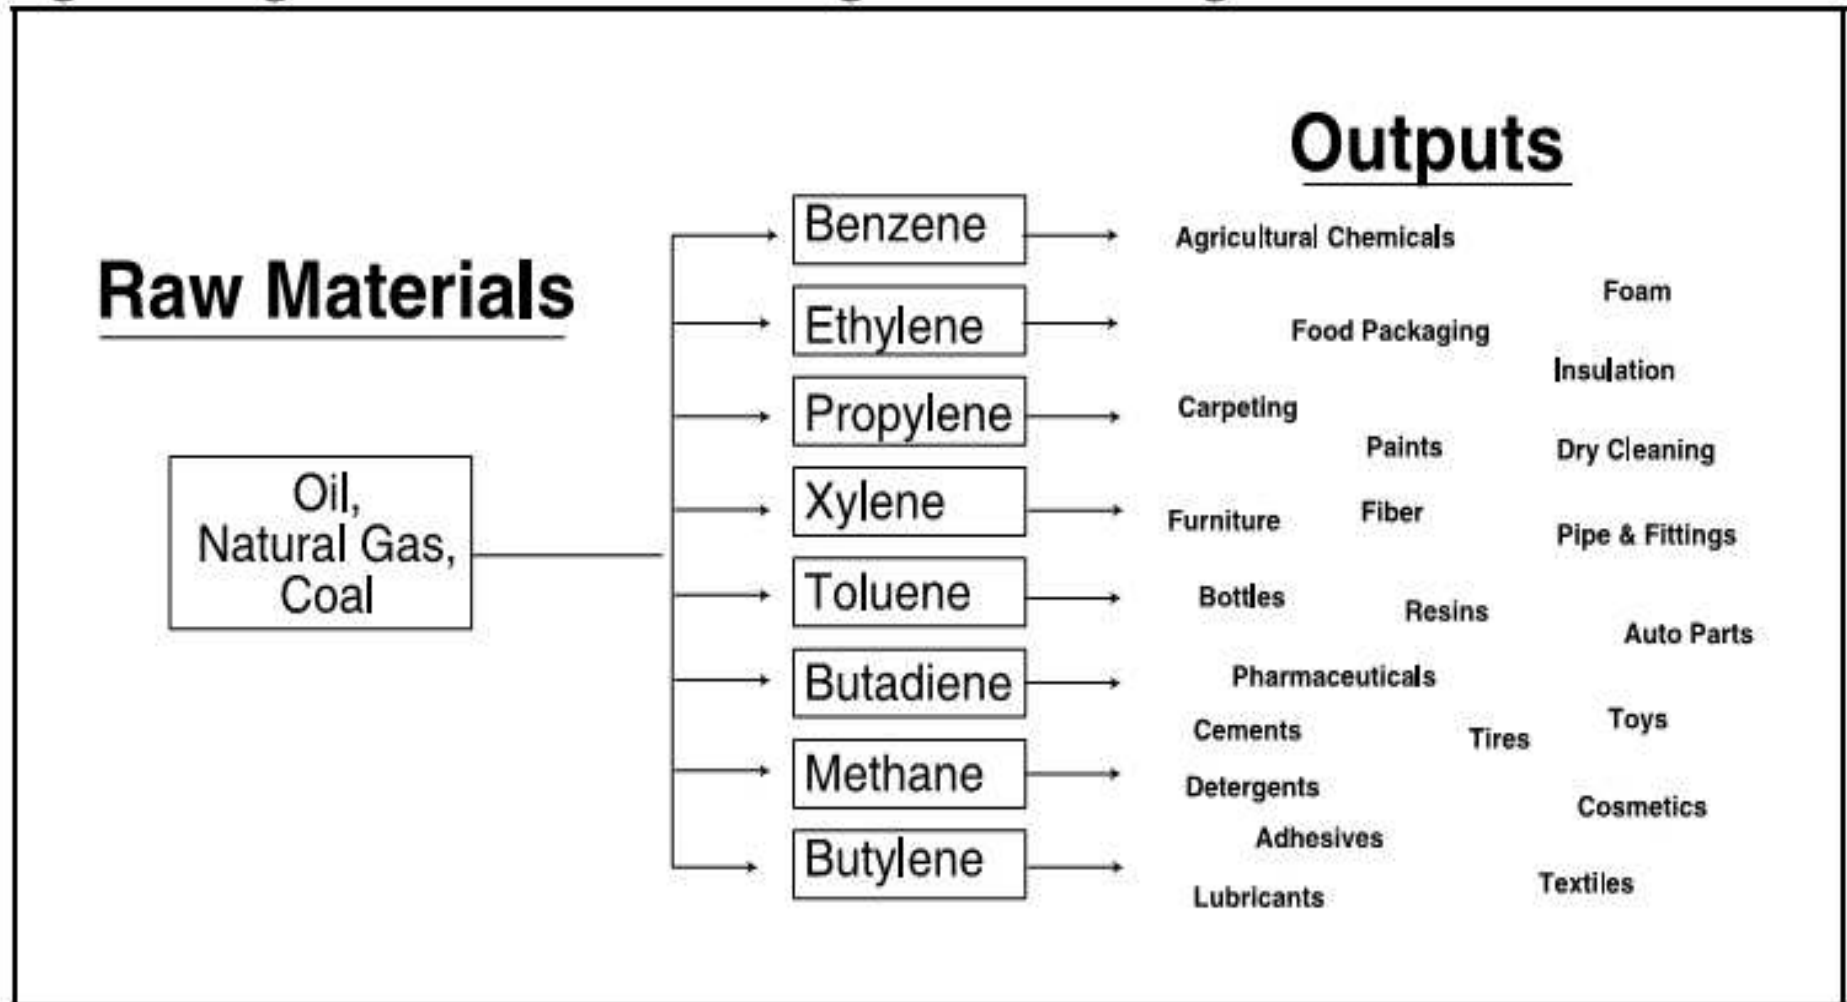 Raw Materials
Oil,
Natural Gas,
Coal
Benzene
Ethylene
Propylene
Xylene
Toluene
Butadiene
Methane
Butylene
Outputs
Agricultural Chemicals
Foam
Food Packaging
Insulation
Carpeting
Paints
Dry Cleaning
Furniture
Fiber
Pipe & Fittings
Bottles
Resins
Auto Parts
Pharmaceuticals
Cements
Tires
Toys
Detergents
Cosmetics
Adhesives
Lubricants
Textiles